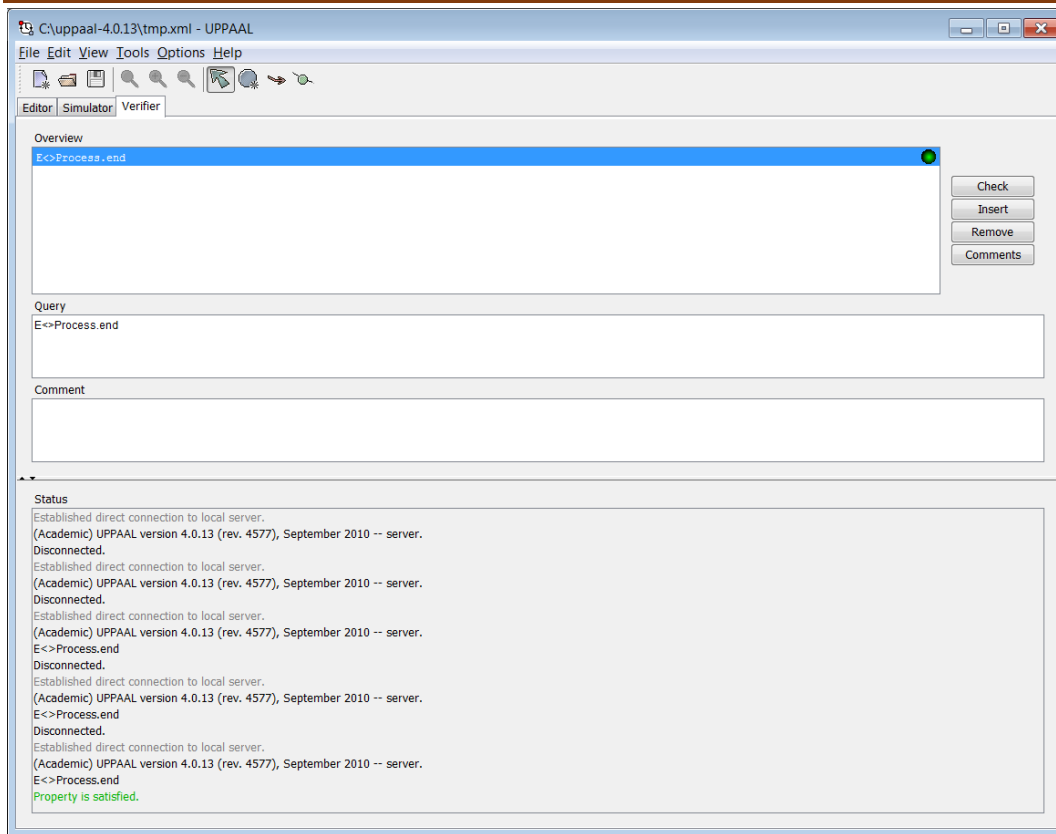 C:\uppaal-4.0.13\tmp.xml - UPPAAL
File Edit View Tools Options Help
Editor Simulator Verifier
Overview
E<>Process.end
Check
Insert
Remove
Comments
Query
E<>Process.end
Comment
Status
Established direct connection to local server.
(Academic) UPPAAL version 4.0.13 (rev. 4577), September 2010 -- server.
Disconnected.
Established direct connection to local server.
(Academic) UPPAAL version 4.0.13 (rev. 4577), September 2010 -- server.
Disconnected.
Established direct connection to local server.
(Academic) UPPAAL version 4.0.13 (rev. 4577), September 2010 -- server.
E<>Process.end
Disconnected.
Established direct connection to local server.
(Academic) UPPAAL version 4.0.13 (rev. 4577), September 2010 -- server.
E<>Process.end
Disconnected.
Established direct connection to local server.
(Academic) UPPAAL version 4.0.13 (rev. 4577), September 2010 -- server.
E<>Process.end
Property is satisfied.